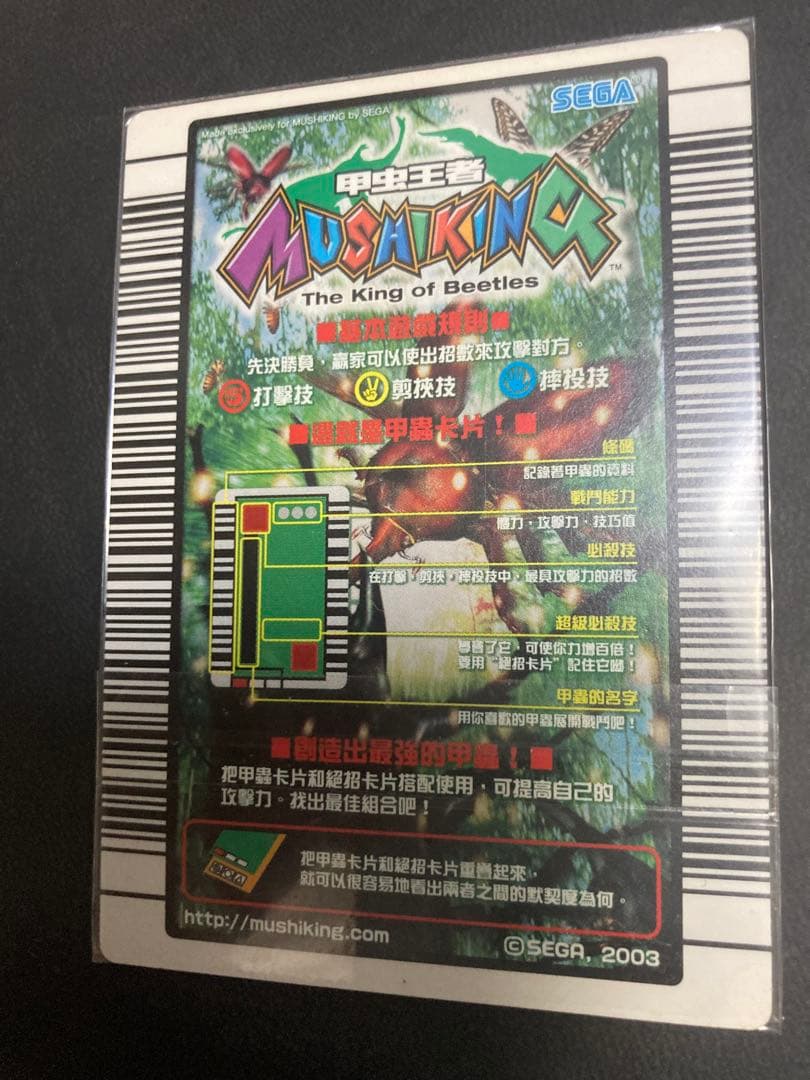 Made exclusively for MUSHIKING by SEGA
SEGA
甲虫王者
MUSHIKING
TM
The King of Beetles
■基本遊戲規則■
先決勝負，贏家可以使出招數來攻擊對方。
打擊技 剪挾技 摔投技
■這就是甲蟲卡片！■
條碼
記錄著甲蟲的資料
戰鬥能力
體力，攻擊力，技巧值
必殺技
在打擊，剪挾，摔投技中，最具攻擊力的招數
超級必殺技
學會了它，可使你力增百倍！
要用“絕招卡片”記住它喲！
甲蟲的名字
用你喜歡的甲蟲展開戰鬥吧！
■創造出最強的甲蟲！■
把甲蟲卡片和絕招卡片搭配使用，可提高自己的
攻擊力。找出最佳組合吧！
把甲蟲卡片和絕招卡片重疊起來，
就可以很容易地看出兩者之間的默契度為何。
http://mushiking.com
©SEGA, 2003